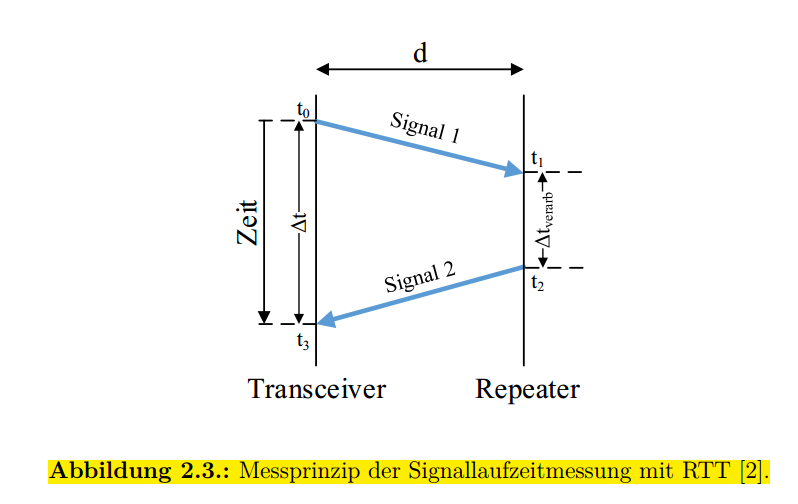 d
t₀
Signal 1
t₁
Zeit
Δt
Δtverarb
Signal 2
t₂
t₃
Transceiver
Repeater
Abbildung 2.3.: Messprinzip der Signallaufzeitmessung mit RTT [2].